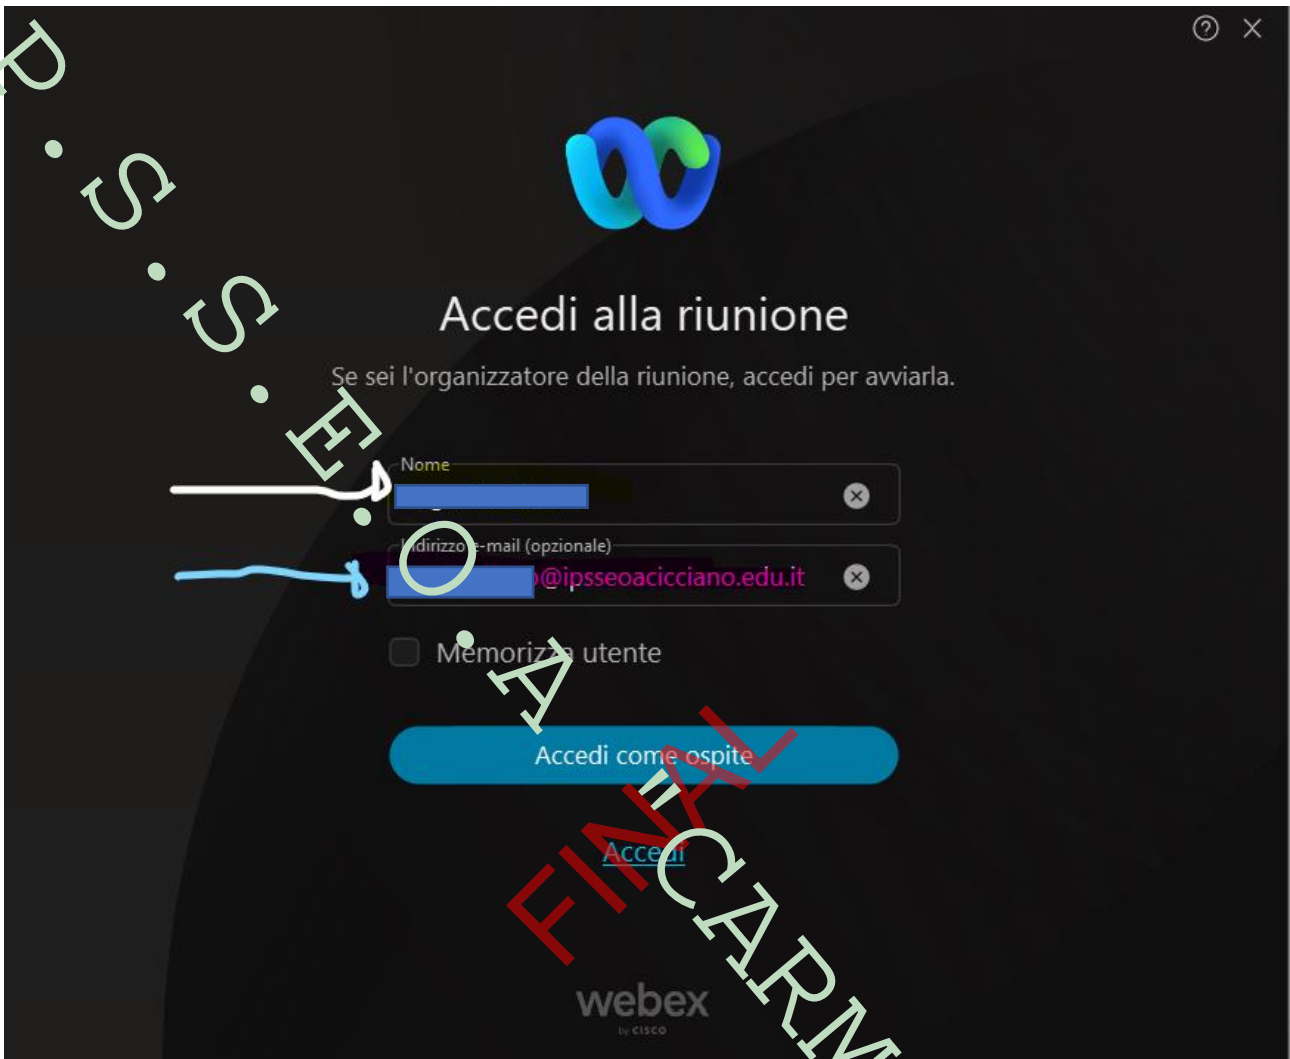 Accedi alla riunione
Se sei l'organizzatore della riunione, accedi per avviarla.
Nome
Indirizzo e-mail (opzionale)
@ipsseoacicciano.edu.it
Memorizza utente
Accedi come ospite
Accedi
webex
by CISCO
P.S.S.E.O.A "CARM
FINAL